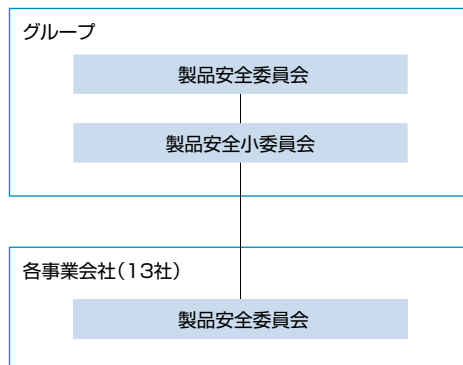 グループ
製品安全委員会
製品安全小委員会
各事業会社(13社)
製品安全委員会